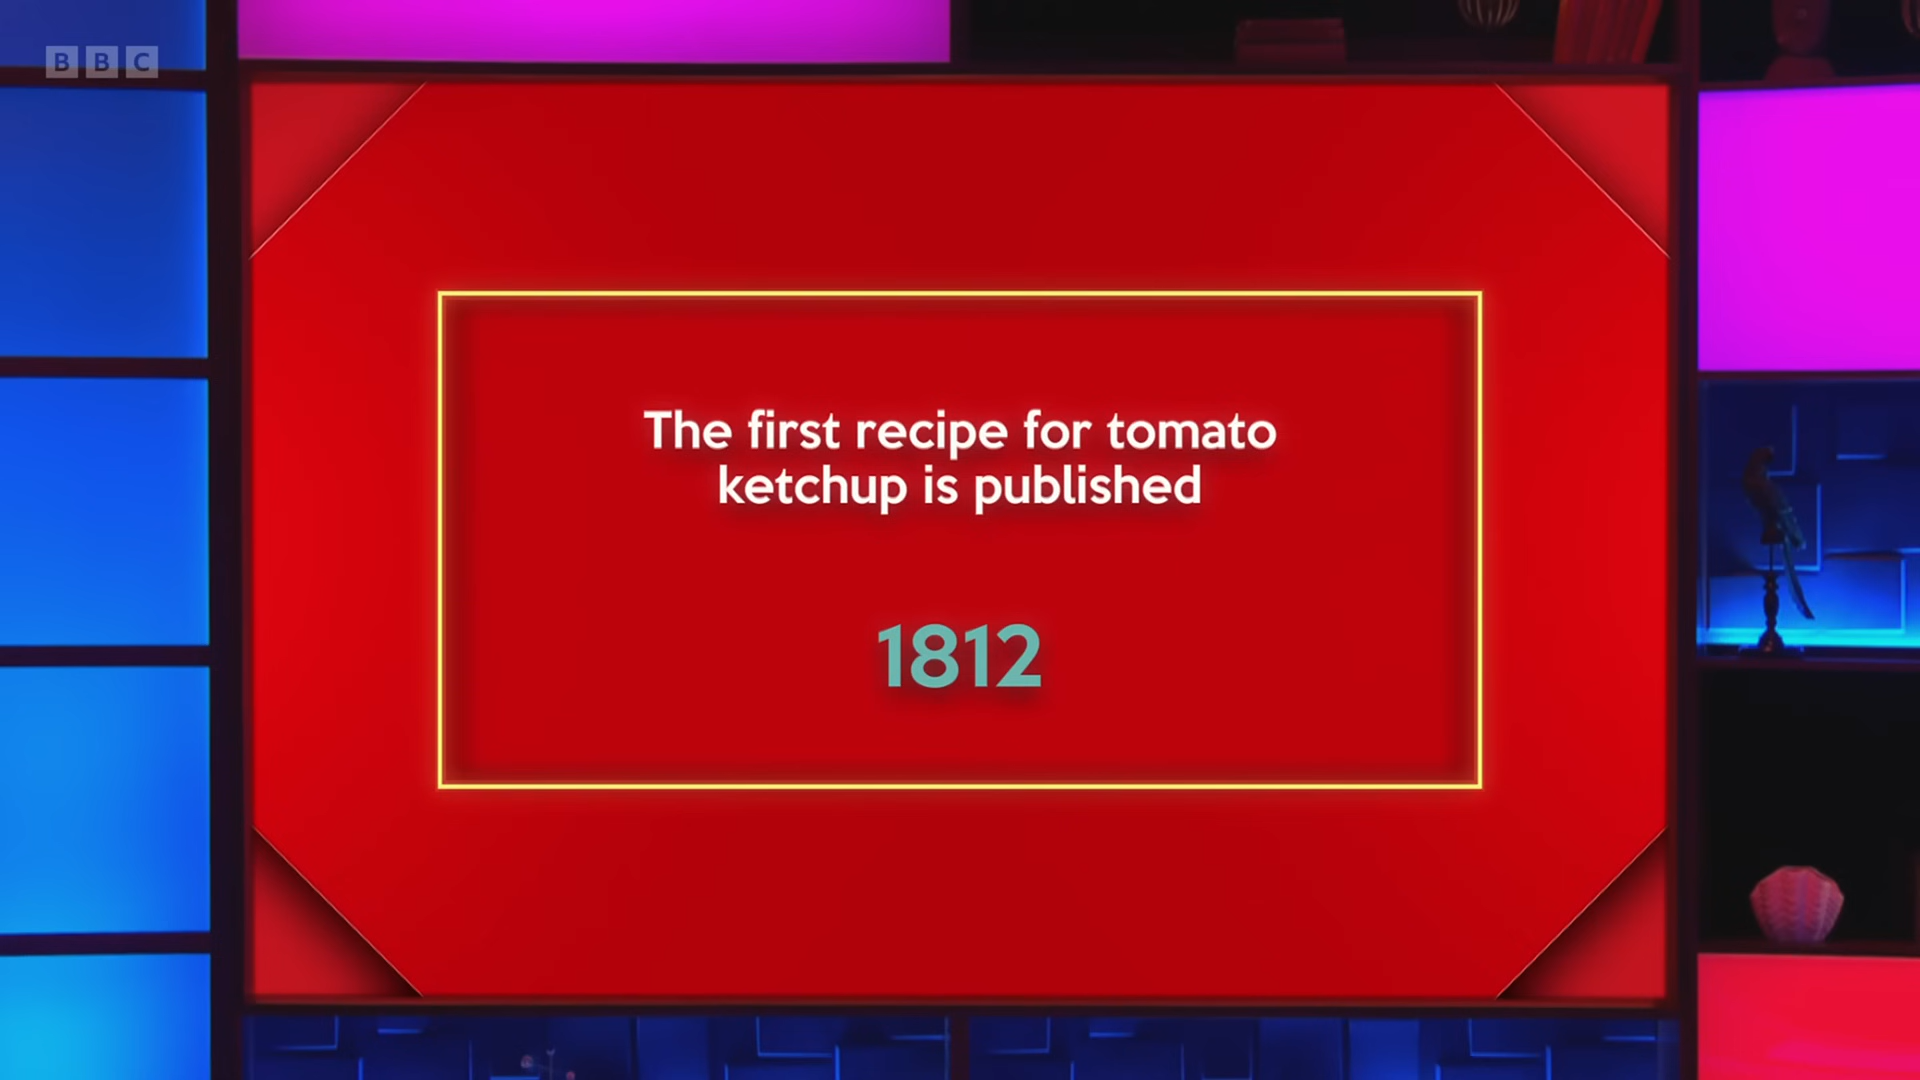 BBC
The first recipe for tomato
ketchup is published
1812